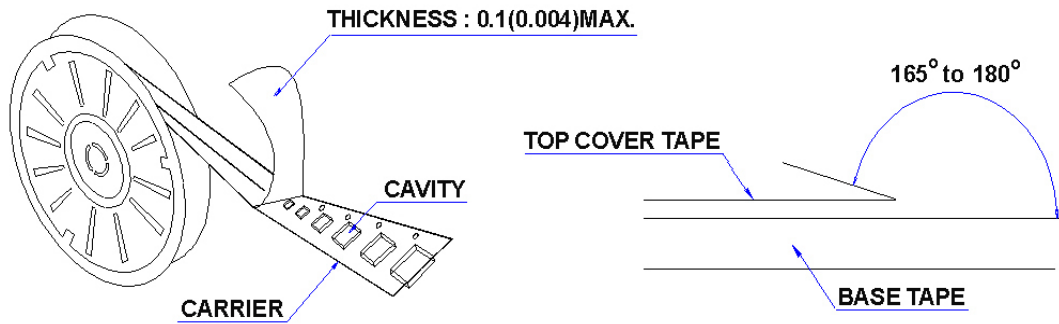 THICKNESS : 0.1(0.004)MAX.
165° to 180°
TOP COVER TAPE
CAVITY
BASE TAPE
CARRIER